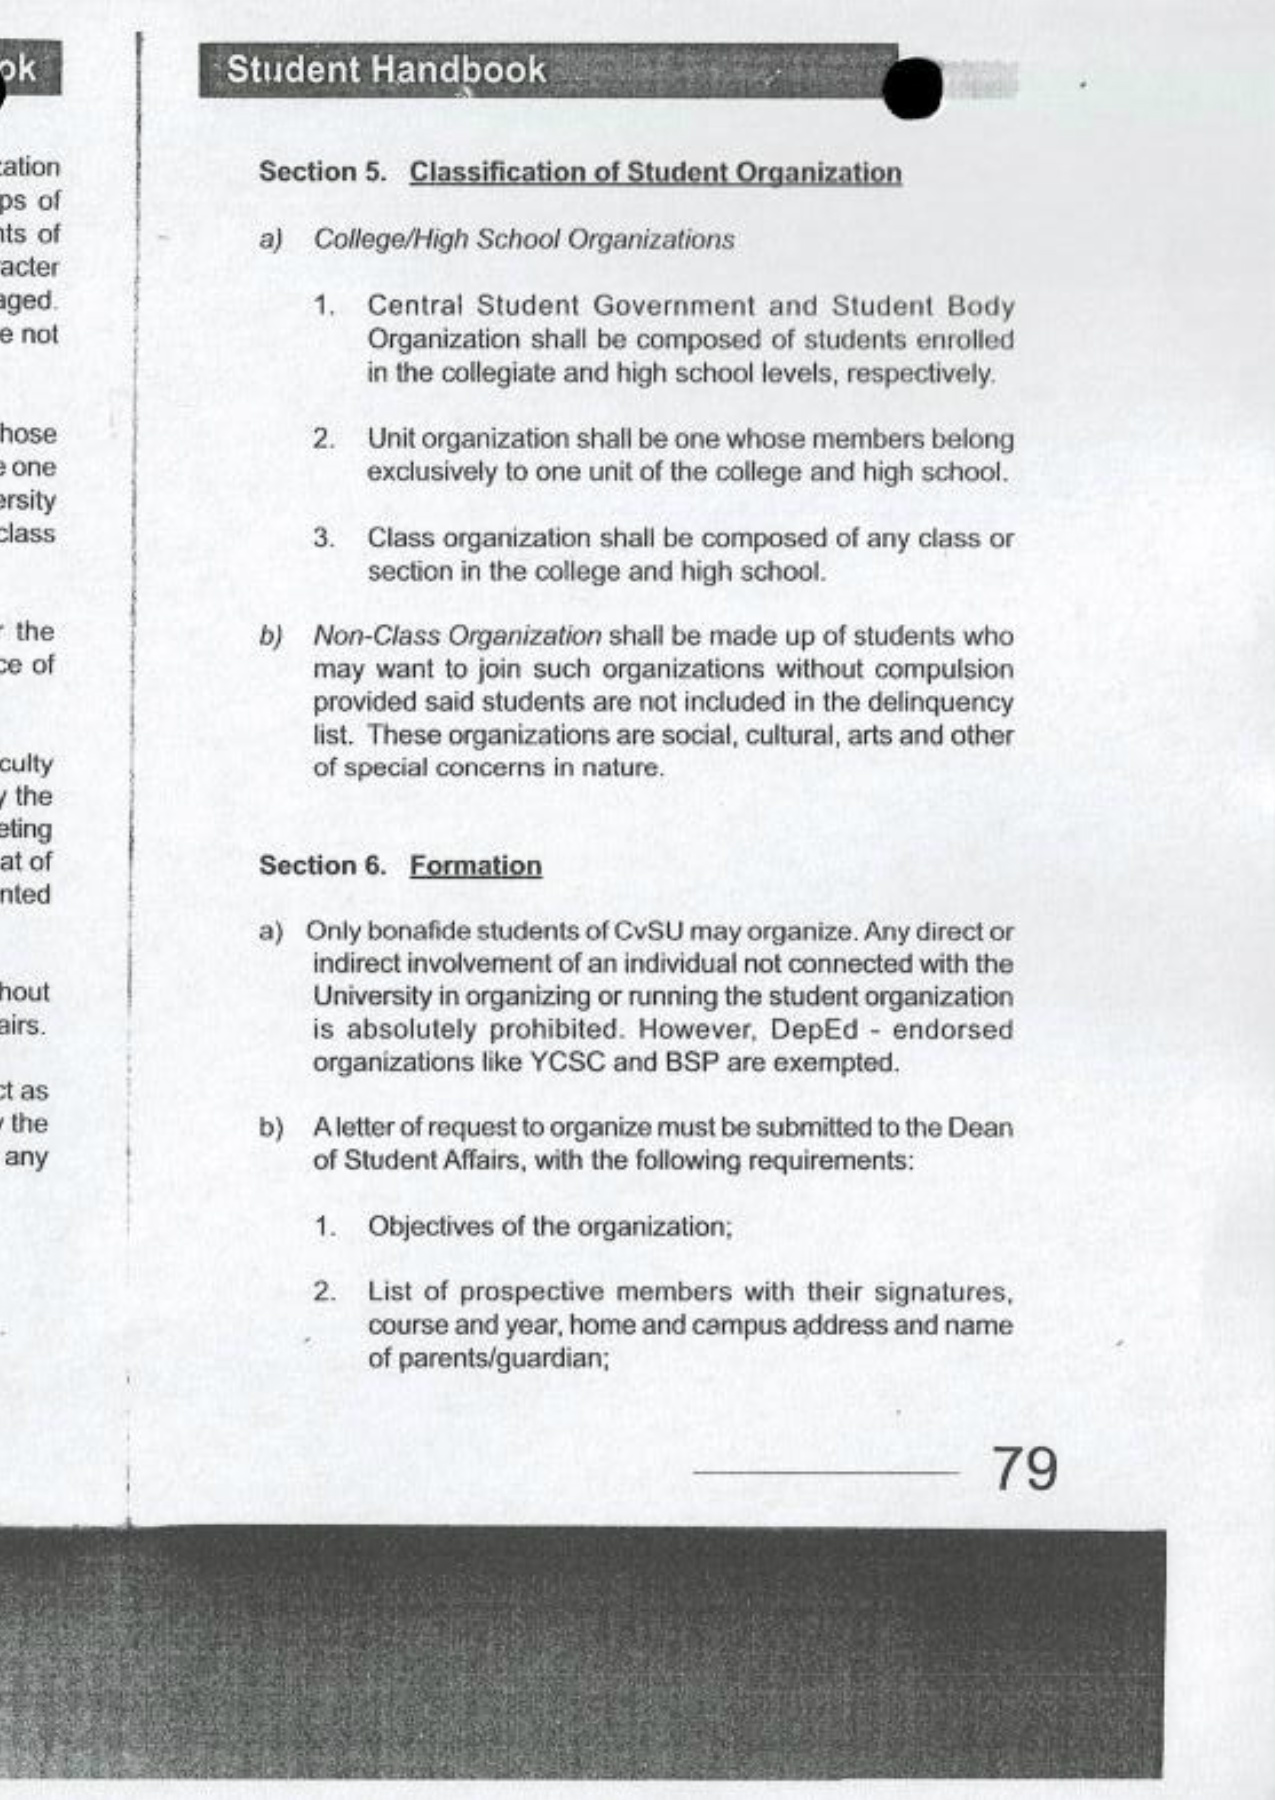 ok
zation
ps of
nts of
racter
aged.
e not
hose
e one
ersity
class
r the
ce of
culty
y the
eting
at of
nted
hout
airs.
ct as
y the
any
Student Handbook
Section 5. Classification of Student Organization
a) College/High School Organizations
1. Central Student Government and Student Body
Organization shall be composed of students enrolled
in the collegiate and high school levels, respectively.
2. Unit organization shall be one whose members belong
exclusively to one unit of the college and high school.
3. Class organization shall be composed of any class or
section in the college and high school.
b) Non-Class Organization shall be made up of students who
may want to join such organizations without compulsion
provided said students are not included in the delinquency
list. These organizations are social, cultural, arts and other
of special concerns in nature.
Section 6. Formation
a) Only bonafide students of CvSU may organize. Any direct or
indirect involvement of an individual not connected with the
University in organizing or running the student organization
is absolutely prohibited. However, DepEd - endorsed
organizations like YCSC and BSP are exempted.
b) A letter of request to organize must be submitted to the Dean
of Student Affairs, with the following requirements:
1. Objectives of the organization;
2. List of prospective members with their signatures,
course and year, home and campus address and name
of parents/guardian;
79